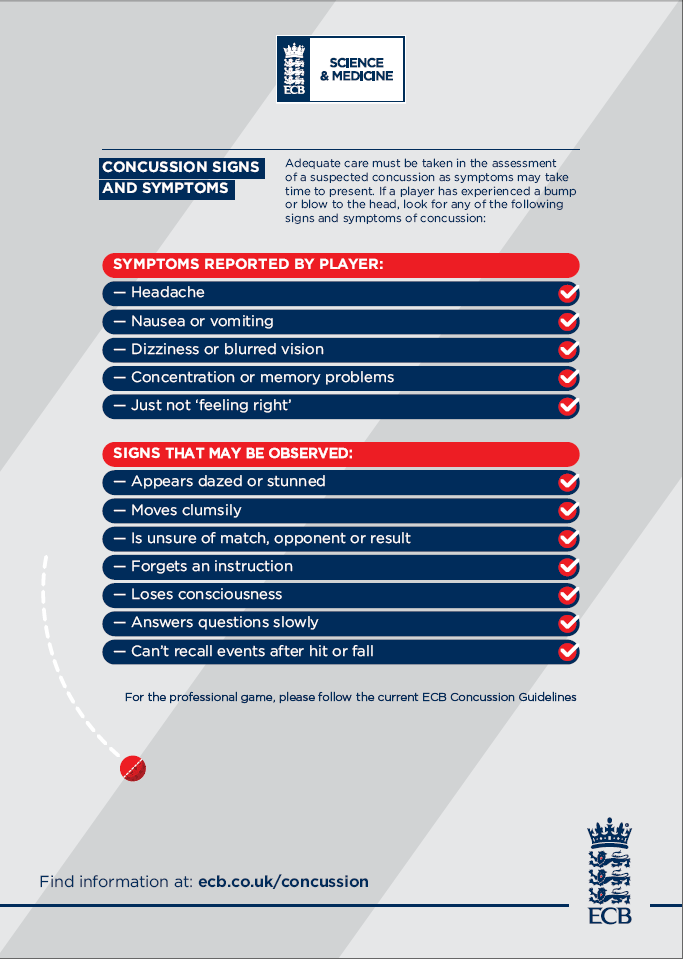 ECB
SCIENCE
& MEDICINE
CONCUSSION SIGNS
AND SYMPTOMS
Adequate care must be taken in the assessment
of a suspected concussion as symptoms may take
time to present. If a player has experienced a bump
or blow to the head, look for any of the following
signs and symptoms of concussion:
SYMPTOMS REPORTED BY PLAYER:
— Headache
— Nausea or vomiting
— Dizziness or blurred vision
— Concentration or memory problems
— Just not ‘feeling right’
SIGNS THAT MAY BE OBSERVED:
— Appears dazed or stunned
— Moves clumsily
— Is unsure of match, opponent or result
— Forgets an instruction
— Loses consciousness
— Answers questions slowly
— Can’t recall events after hit or fall
For the professional game, please follow the current ECB Concussion Guidelines
Find information at: ecb.co.uk/concussion
ECB